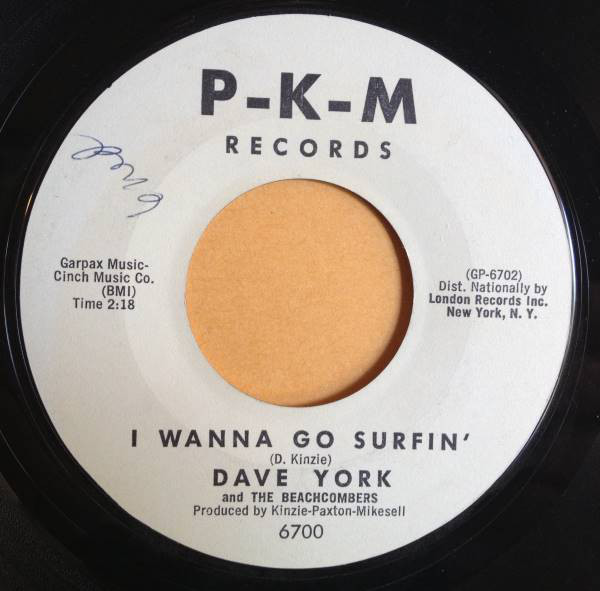 P-K-M
RECORDS
Garpax Music-
Cinch Music Co.
(BMI)
Time 2:18
(GP-6702)
Dist. Nationally by
London Records Inc.
New York, N. Y.
I WANNA GO SURFIN'
(D. Kinzie)
DAVE YORK
and THE BEACHCOMBERS
Produced by Kinzie-Paxton-Mikesell
6700